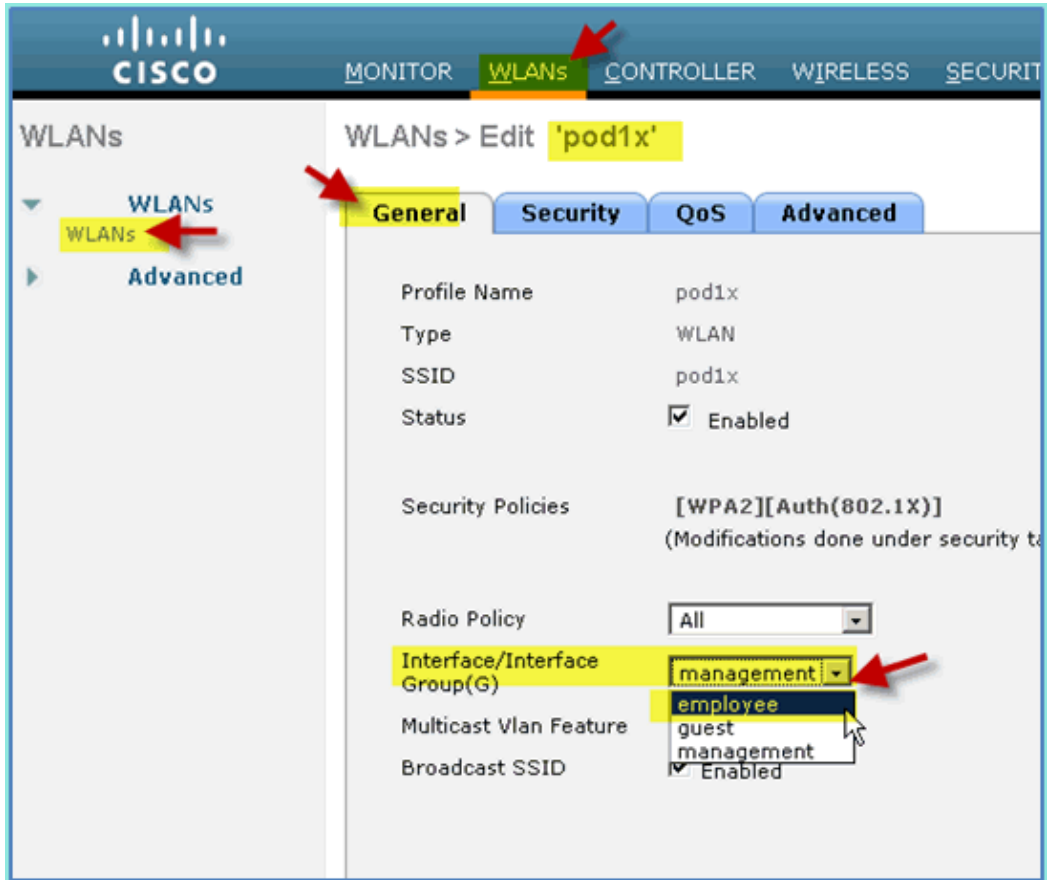 CISCO
MONITOR WLANs CONTROLLER WIRELESS SECURIT
WLANs
WLANs > Edit 'pod1x'
WLANs
WLANs
Advanced
General Security QoS Advanced
Profile Name pod1x
Type WLAN
SSID pod1x
Status Enabled
Security Policies [WPA2][Auth(802.1X)]
(Modifications done under security ta
Radio Policy All
Interface/Interface
Group(G) management
employee
Multicast Vlan Feature guest
management
Broadcast SSID Enabled